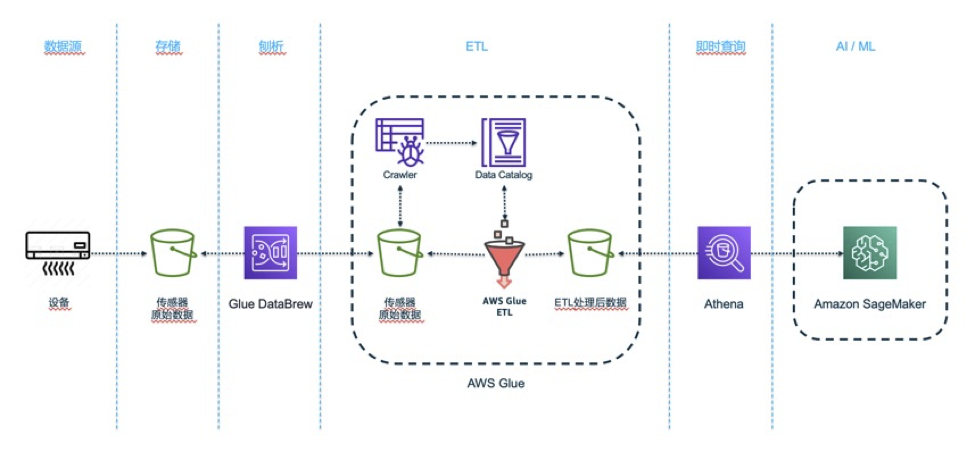 数据源
存储
刨析
ETL
即时查询
AI / ML
Crawler
Data Catalog
设备
传感器
原始数据
Glue DataBrew
传感器
原始数据
AWS Glue
ETL
ETL处理后数据
Athena
Amazon SageMaker
AWS Glue